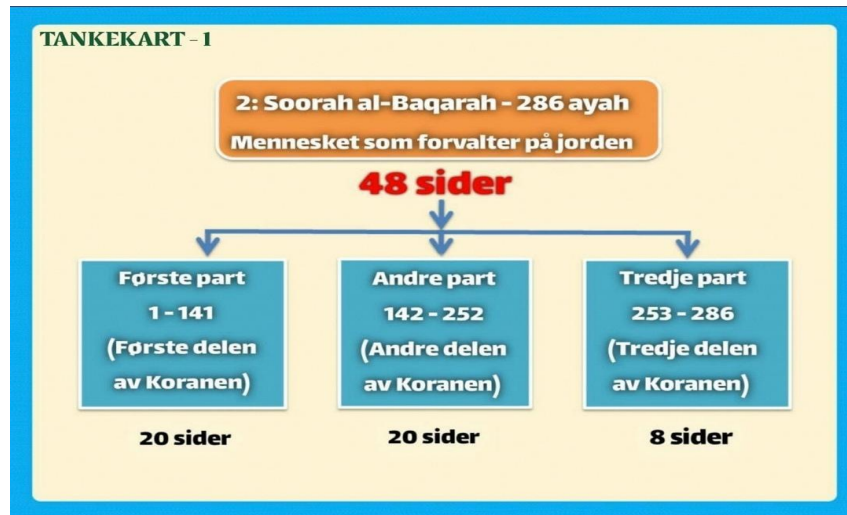 TANKEKART - 1
2: Soorah al-Baqarah - 286 ayah
Mennesket som forvalter på jorden
48 sider
Første part
1 - 141
(Første delen
av Koranen)
20 sider
Andre part
142 - 252
(Andre delen
av Koranen)
20 sider
Tredje part
253 - 286
(Tredje delen
av Koranen)
8 sider